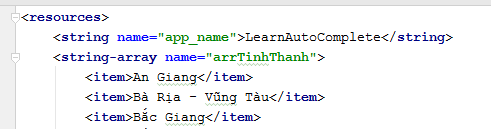 <resources>
<string name="app_name">LearnAutoComplete</string>
<string-array name="arrTinhThanh">
<item>An Giang</item>
<item>Bà Rịa - Vũng Tàu</item>
<item>Bắc Giang</item>